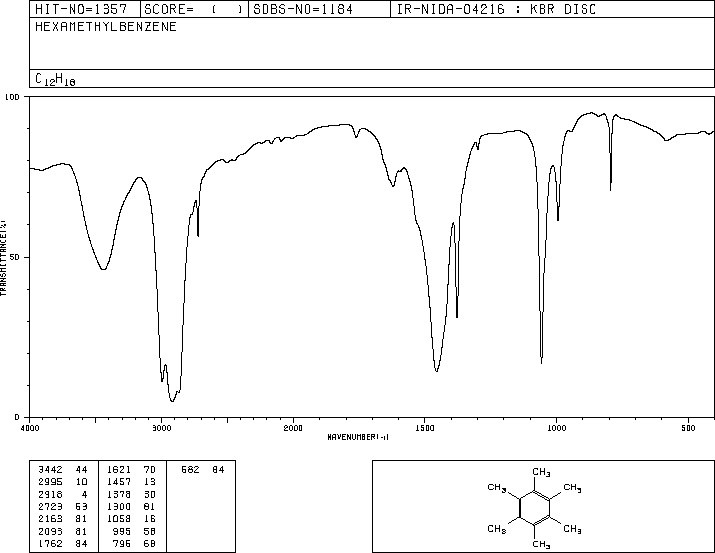 HIT-NO=1357 SCORE= ( ) SDBS-NO=1184 IR-NIDA-04216 : KBR DISC
HEXAMETHYLBENZENE
C12H18
100
50
0
TRANSMITTANCE(%)
4000 3000 2000 1500 1000 500
WAVENUMBER(-1)
3442 44 1621 70 582 84
2995 10 1457 13
2918 4 1378 30
2723 53 1300 81
2163 81 1058 16
2093 81 995 58
1762 84 795 68
CH3
CH3 CH3
CH3 CH3
CH3